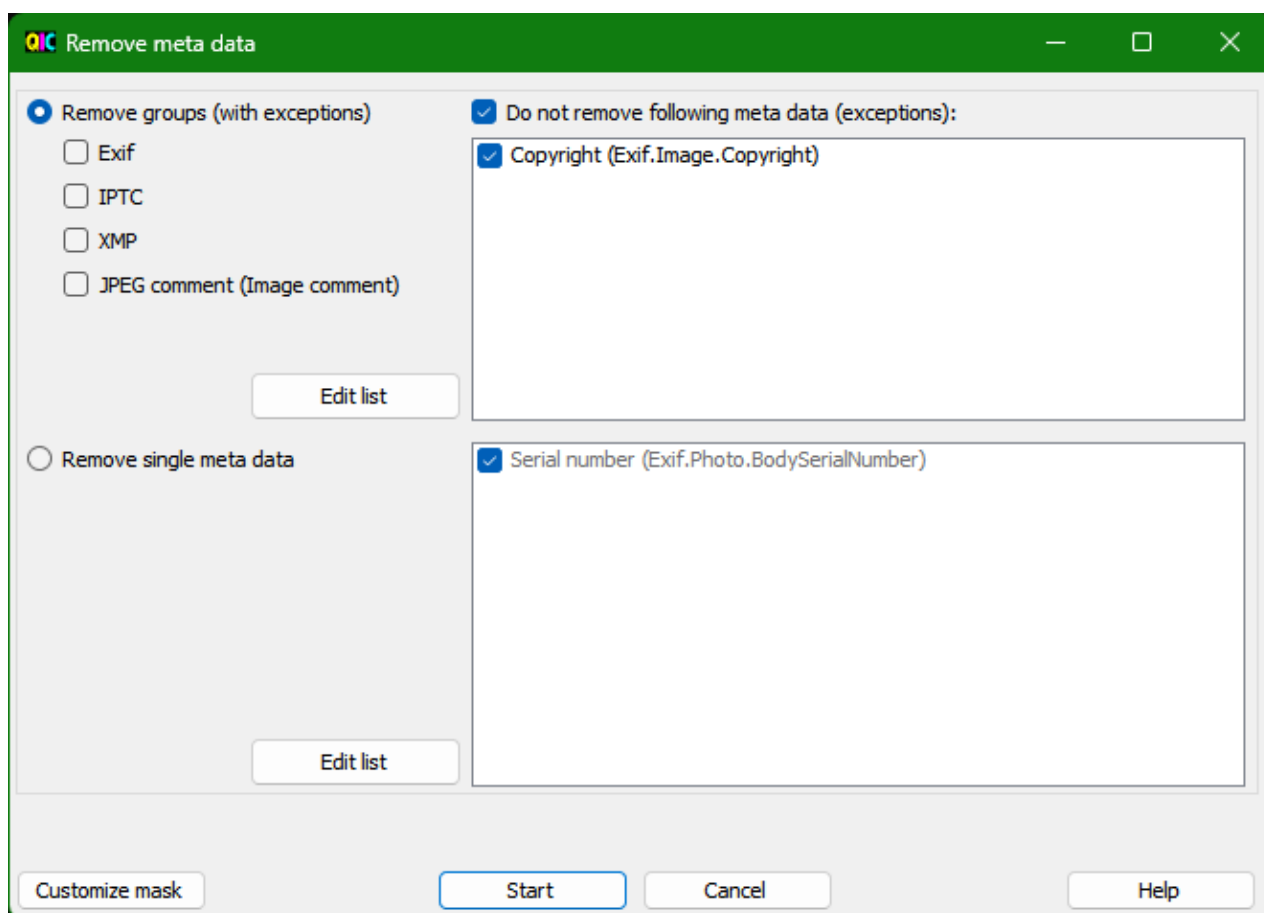 QIC Remove meta data
Remove groups (with exceptions)
Exif
IPTC
XMP
JPEG comment (Image comment)
Edit list
Do not remove following meta data (exceptions):
Copyright (Exif.Image.Copyright)
Remove single meta data
Edit list
Serial number (Exif.Photo.BodySerialNumber)
Customize mask
Start
Cancel
Help